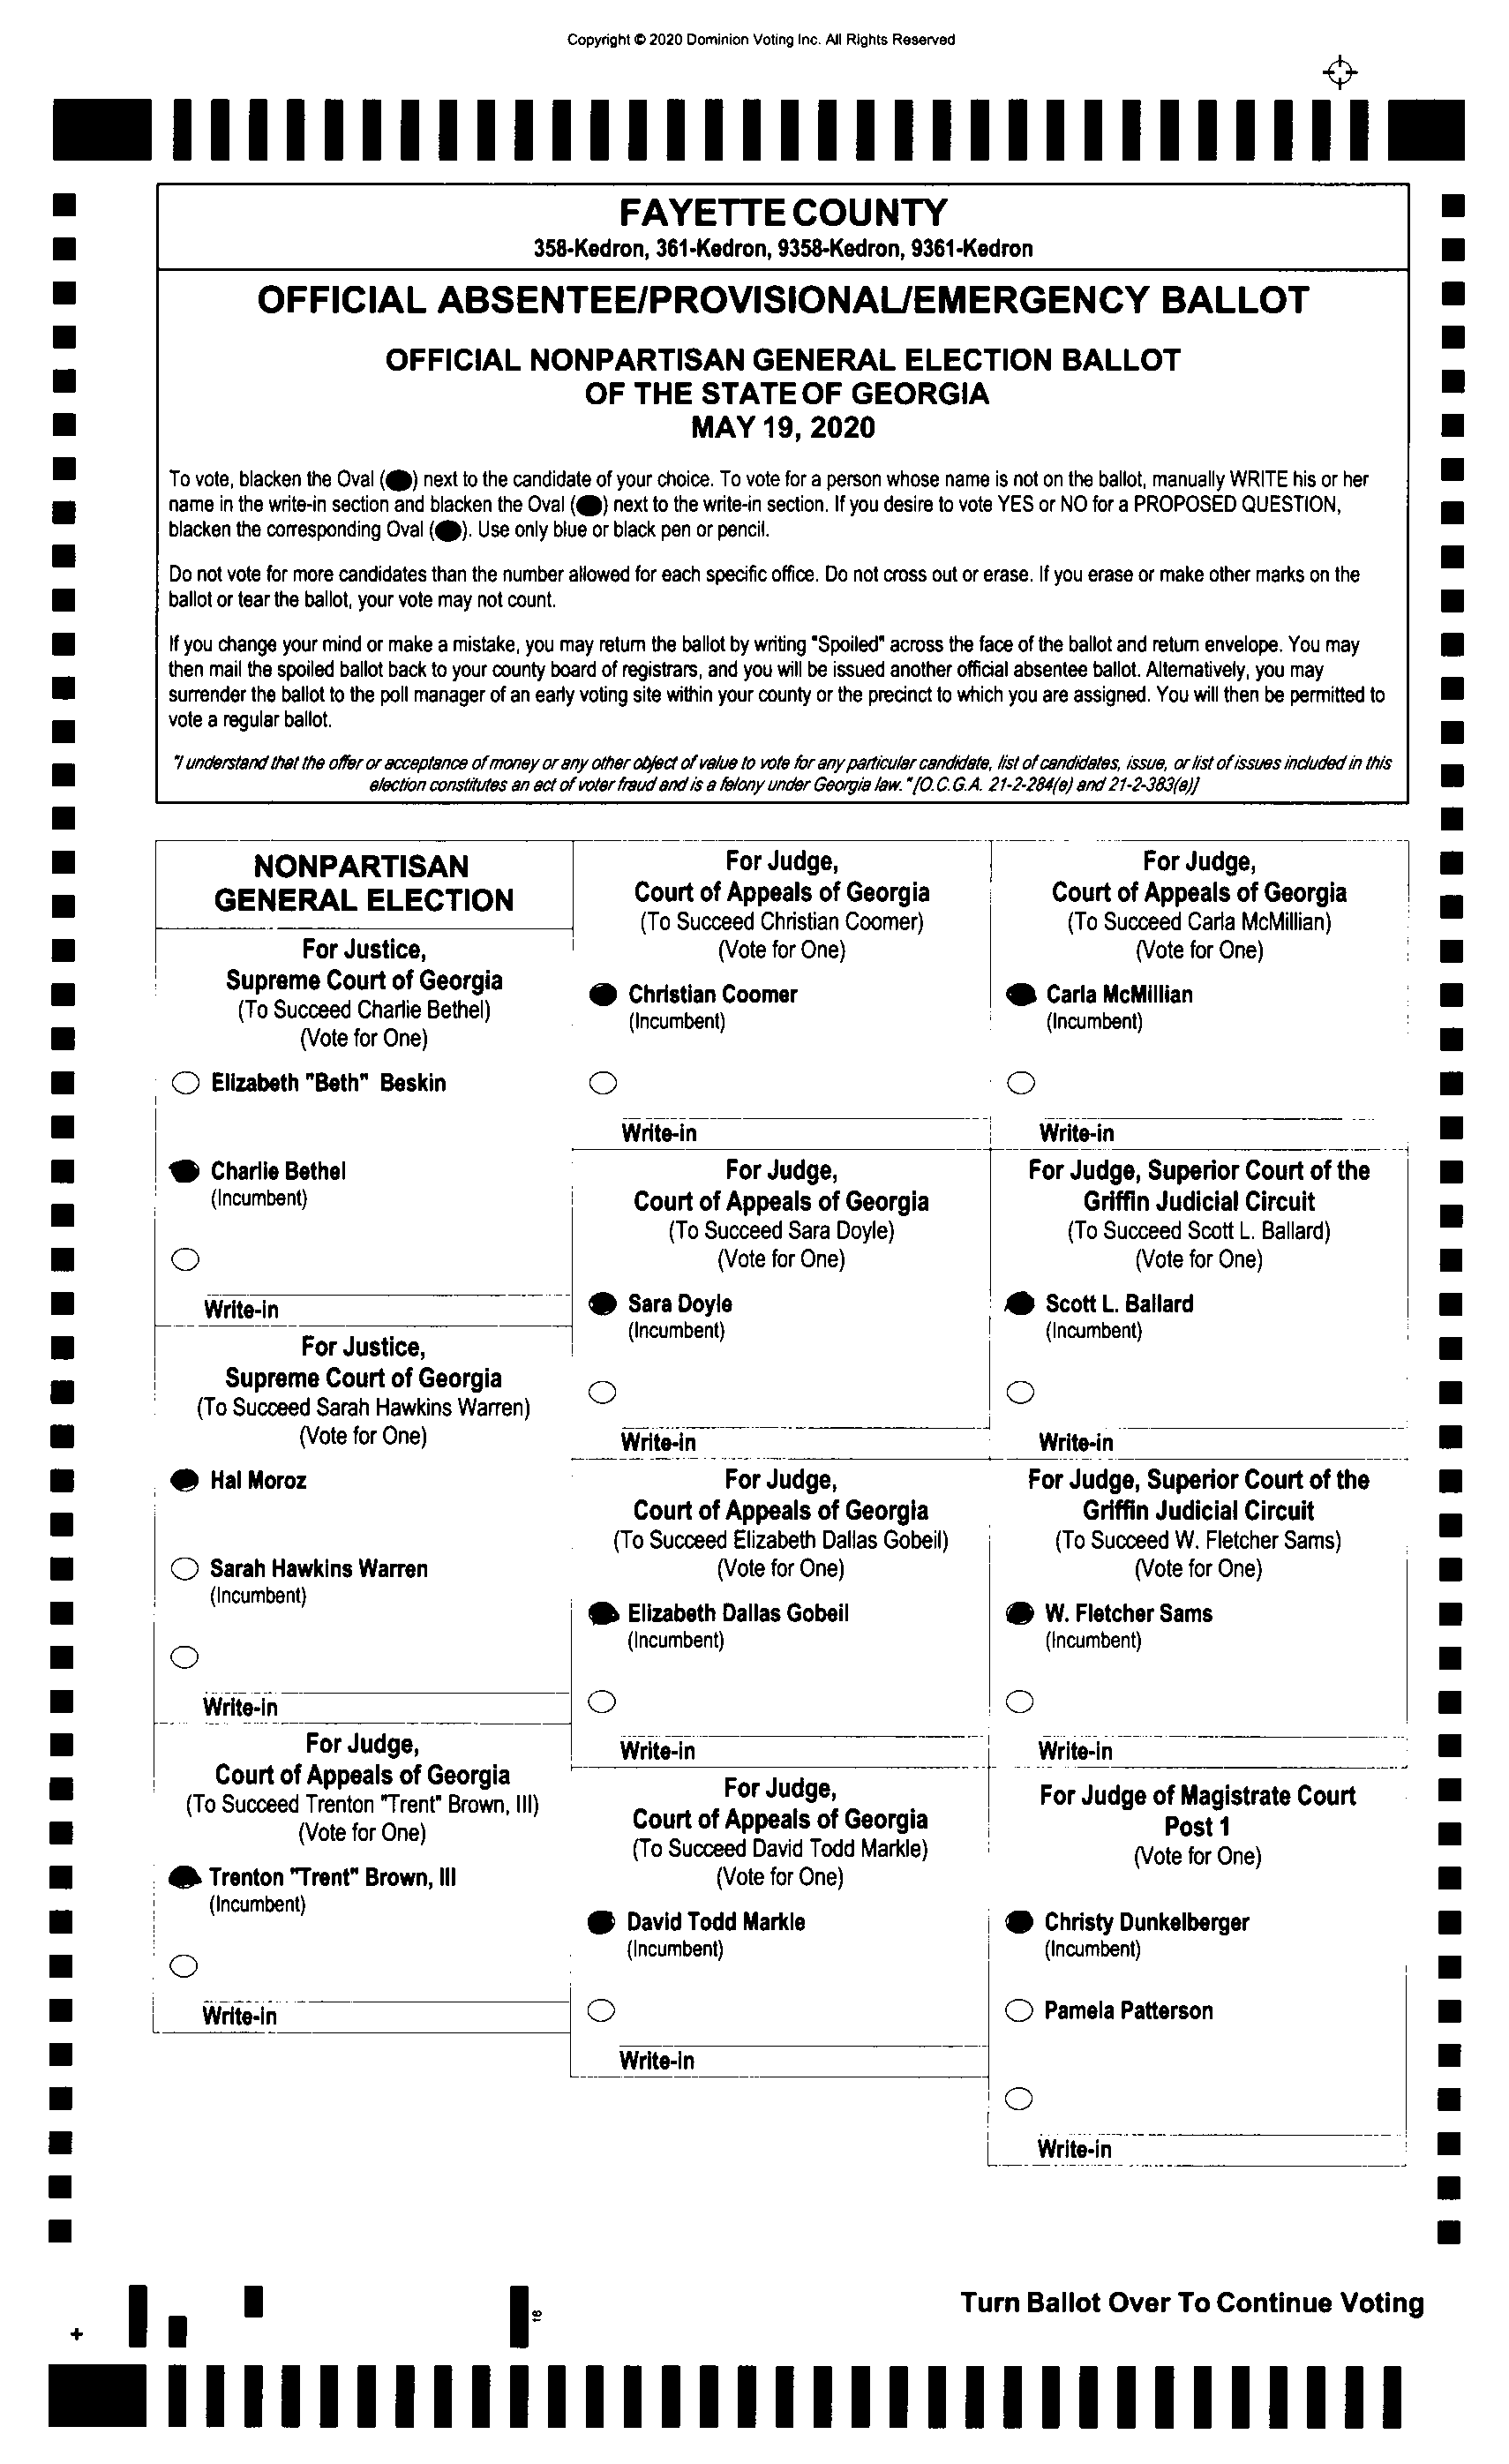 Copyright © 2020 Dominion Voting Inc. All Rights Reserved
FAYETTE COUNTY
358-Kedron, 361-Kedron, 9358-Kedron, 9361-Kedron
OFFICIAL ABSENTEE/PROVISIONAL/EMERGENCY BALLOT
OFFICIAL NONPARTISAN GENERAL ELECTION BALLOT
OF THE STATE OF GEORGIA
MAY 19, 2020
To vote, blacken the Oval ( ) next to the candidate of your choice. To vote for a person whose name is not on the ballot, manually WRITE his or her
name in the write-in section and blacken the Oval ( ) next to the write-in section. If you desire to vote YES or NO for a PROPOSED QUESTION,
blacken the corresponding Oval ( ). Use only blue or black pen or pencil.
Do not vote for more candidates than the number allowed for each specific office. Do not cross out or erase. If you erase or make other marks on the
ballot or tear the ballot, your vote may not count.
If you change your mind or make a mistake, you may return the ballot by writing "Spoiled" across the face of the ballot and return envelope. You may
then mail the spoiled ballot back to your county board of registrars, and you will be issued another official absentee ballot. Alternatively, you may
surrender the ballot to the poll manager of an early voting site within your county or the precinct to which you are assigned. You will then be permitted to
vote a regular ballot.
"I understand that the offer or acceptance of money or any other object of value to vote for any particular candidate, list of candidates, issue, or list of issues included in this
election constitutes an act of voter fraud and is a felony under Georgia law." [O.C.G.A. 21-2-284(e) and 21-2-383(a)]
NONPARTISAN
GENERAL ELECTION
For Justice,
Supreme Court of Georgia
(To Succeed Charlie Bethel)
(Vote for One)
Elizabeth "Beth" Beskin
Charlie Bethel
(Incumbent)
Write-in
For Justice,
Supreme Court of Georgia
(To Succeed Sarah Hawkins Warren)
(Vote for One)
Hal Moroz
Sarah Hawkins Warren
(Incumbent)
Write-in
For Judge,
Court of Appeals of Georgia
(To Succeed Trenton "Trent" Brown, III)
(Vote for One)
Trenton "Trent" Brown, III
(Incumbent)
Write-in
For Judge,
Court of Appeals of Georgia
(To Succeed Christian Coomer)
(Vote for One)
Christian Coomer
(Incumbent)
Write-in
For Judge,
Court of Appeals of Georgia
(To Succeed Sara Doyle)
(Vote for One)
Sara Doyle
(Incumbent)
Write-in
For Judge,
Court of Appeals of Georgia
(To Succeed Elizabeth Dallas Gobeil)
(Vote for One)
Elizabeth Dallas Gobeil
(Incumbent)
Write-in
For Judge,
Court of Appeals of Georgia
(To Succeed David Todd Markle)
(Vote for One)
David Todd Markle
(Incumbent)
Write-in
For Judge,
Court of Appeals of Georgia
(To Succeed Carla McMillian)
(Vote for One)
Carla McMillian
(Incumbent)
Write-in
For Judge, Superior Court of the
Griffin Judicial Circuit
(To Succeed Scott L. Ballard)
(Vote for One)
Scott L. Ballard
(Incumbent)
Write-in
For Judge, Superior Court of the
Griffin Judicial Circuit
(To Succeed W. Fletcher Sams)
(Vote for One)
W. Fletcher Sams
(Incumbent)
Write-in
For Judge of Magistrate Court
Post 1
(Vote for One)
Christy Dunkelberger
(Incumbent)
Pamela Patterson
Write-in
Turn Ballot Over To Continue Voting